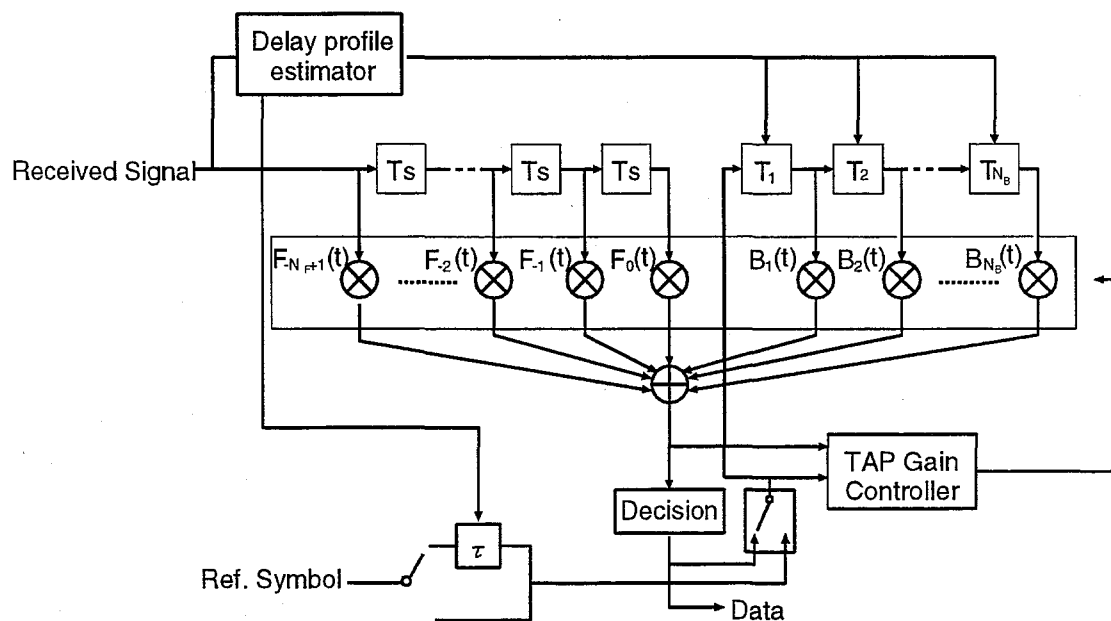 Delay profile
estimator
Received Signal
Ts
Ts
Ts
T1
T2
TNB
F-NF+1(t)
F-2(t)
F-1(t)
F0(t)
B1(t)
B2(t)
BNB(t)
TAP Gain
Controller
Decision
τ
Ref. Symbol
Data